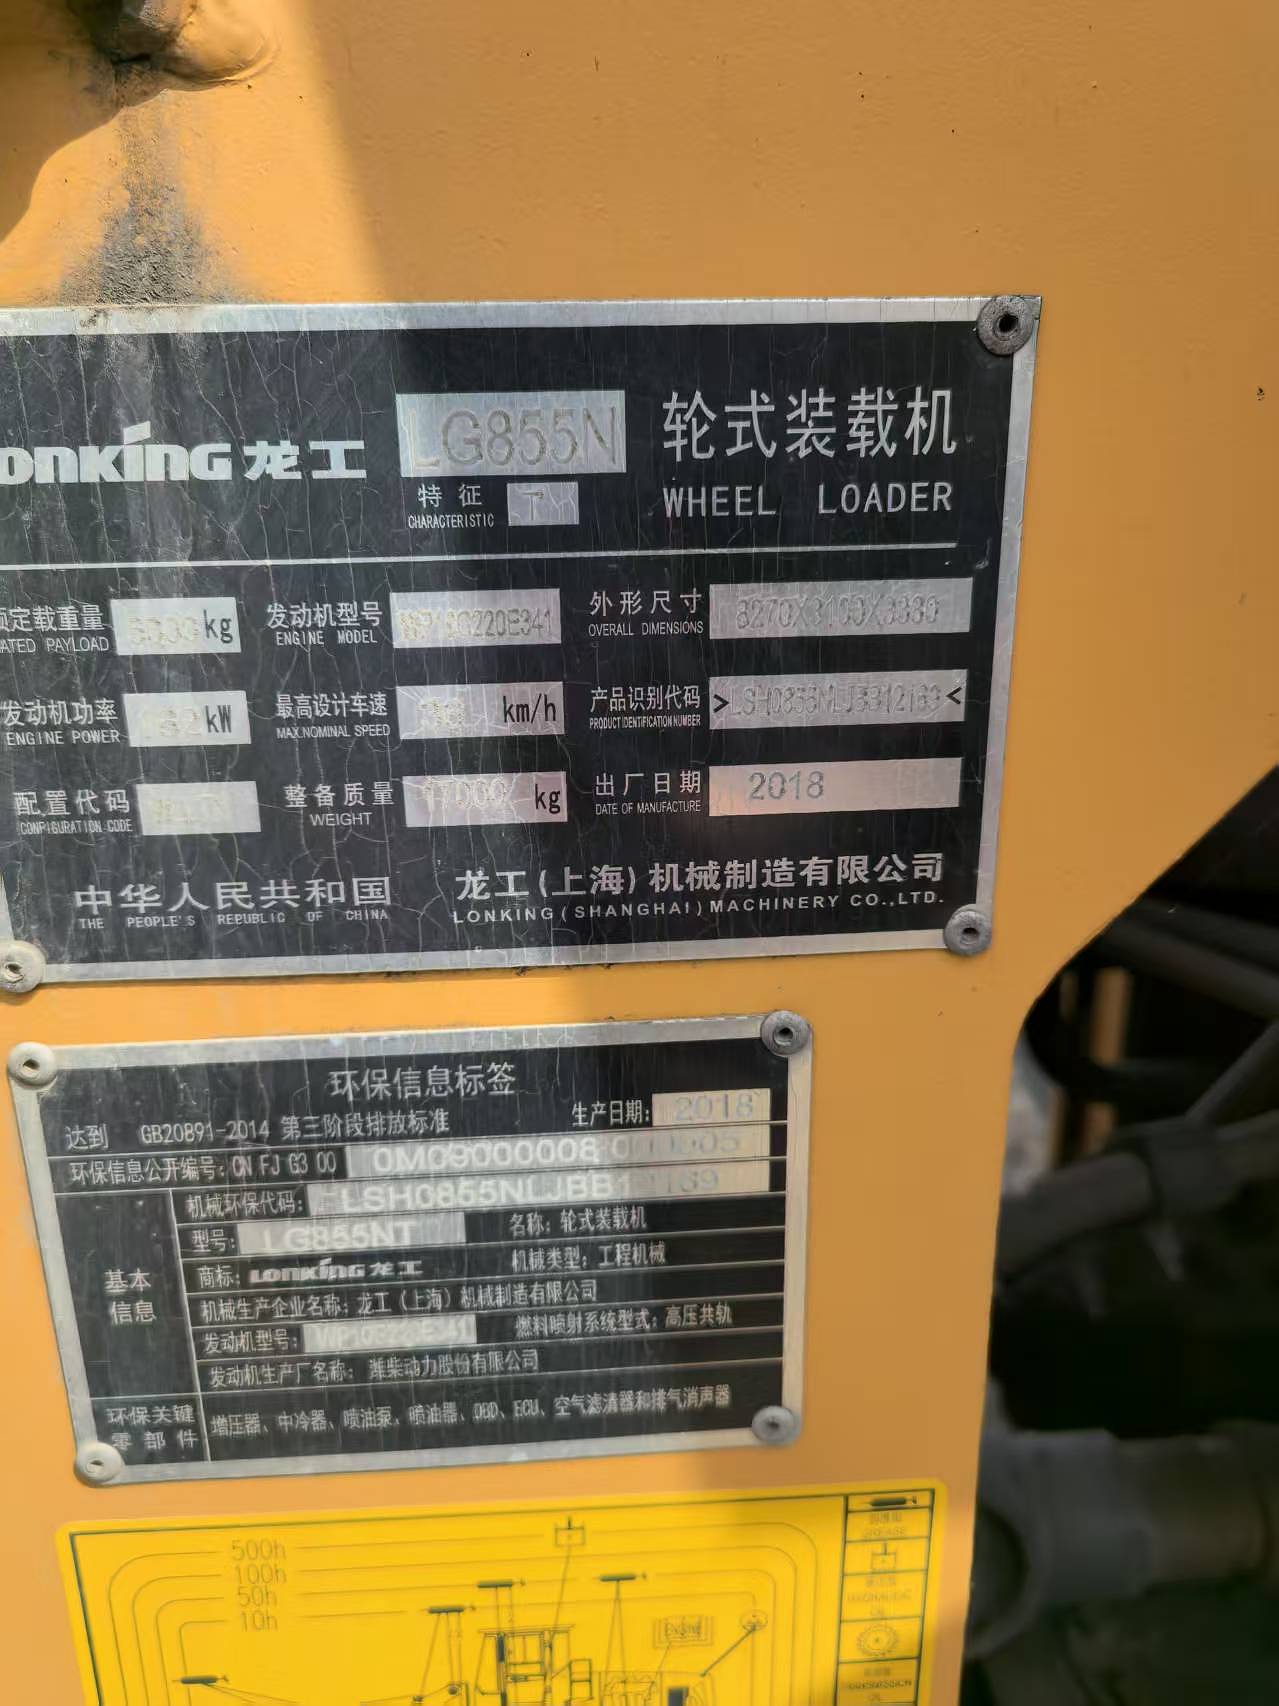 LONKING 龙工 LG855N 轮式装载机
特征 T WHEEL LOADER
CHARACTERISTIC
额定载重量 kg 发动机型号 外形尺寸
RATED PAYLOAD ENGINE MODEL OVERALL DIMENSIONS
发动机功率 162 kW 最高设计车速 km/h 产品识别代码 > <
ENGINE POWER MAX.NOMINAL SPEED PRODUCT IDENTIFICATION NUMBER
配置代码 整备质量 17000 kg 出厂日期 2018
CONFIGURATION CODE WEIGHT DATE OF MANUFACTURE
中华人民共和国 龙工(上海)机械制造有限公司
THE PEOPLE'S REPUBLIC OF CHINA LONKING(SHANGHAI)MACHINERY CO.,LTD.
环保信息标签
达到 GB20891-2014 第三阶段排放标准 生产日期: 2018
环保信息公开编号: CN FJ G3 00
机械环保代码:
型号: LG855NT 名称: 轮式装载机
基本信息 商标: LONKING 龙工 机械类型: 工程机械
机械生产企业名称: 龙工(上海)机械制造有限公司
发动机型号: 燃料喷射系统型式: 高压共轨
发动机生产厂名称: 潍柴动力股份有限公司
环保关键零部件 增压器、中冷器、喷油泵、喷油器、OBD、ECU、空气滤清器和排气消声器
500h
100h
50h
10h
GREASE
Engine